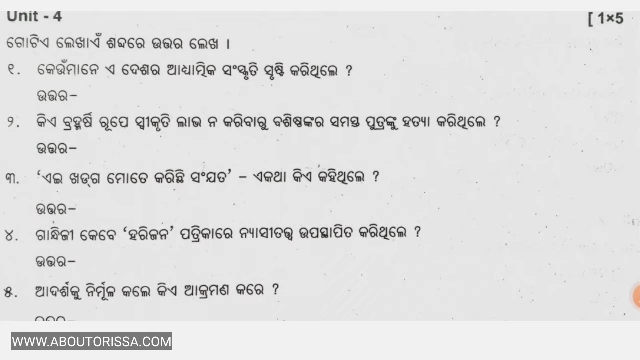 Unit - 4 [ 1×5
ଗୋଟିଏ ଲେଖାଏଁ ଶବ୍ଦରେ ଉତ୍ତର ଲେଖ ।
୧. କେଉଁମାନେ ଏ ଦେଶର ଆଧ୍ୟାତ୍ମିକ ସଂସ୍କୃତି ସୃଷ୍ଟି କରିଥିଲେ ?
ଉତ୍ତର–
୨. କିଏ ବ୍ରହ୍ମର୍ଷି ରୂପେ ସ୍ୱୀକୃତି ଲାଭ ନ କରିବାରୁ ବଶିଷ୍ଠଙ୍କର ସମସ୍ତ ପୁତ୍ରଙ୍କୁ ହତ୍ୟା କରିଥିଲେ ?
ଉତ୍ତର–
୩. ‘ଏଇ ଖଡ୍‌ଗ ମୋତେ କରିଛି ସଂଯତ’ – ଏକଥା କିଏ କହିଥିଲେ ?
ଉତ୍ତର–
୪. ଗାନ୍ଧିଜୀ କେବେ ‘ହରିଜନ’ ପତ୍ରିକାରେ ନ୍ୟାସୀତତ୍ତ୍ୱ ଉପସ୍ଥାପିତ କରିଥିଲେ ?
ଉତ୍ତର–
୫. ଆଦର୍ଶକୁ ନିର୍ମୂଳ କଲେ କିଏ ଆକ୍ରମଣ କରେ ?
WWW.ABOUTORISSA.COM